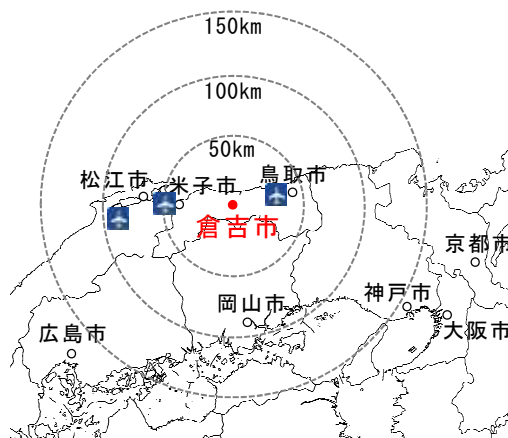 150km
100km
50km
松江市
米子市
鳥取市
倉吉市
京都市
岡山市
神戸市
大阪市
広島市